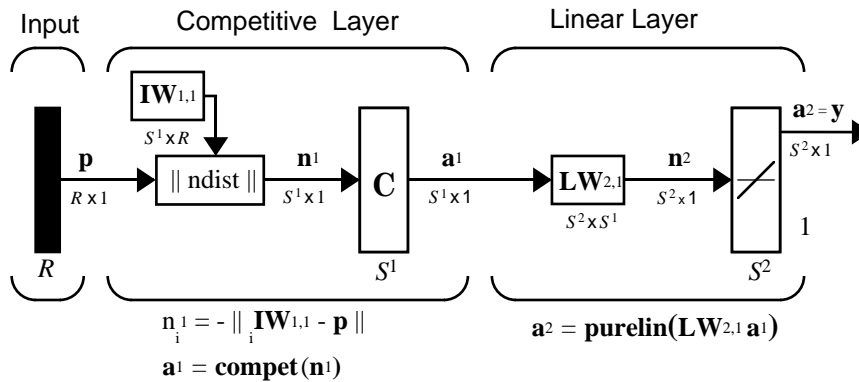 Input
Competitive Layer
Linear Layer
IW1,1
S¹ x R
p
R x 1
|| ndist ||
n¹
S¹ x 1
C
a¹
S¹ x 1
LW2,1
S² x S¹
n²
S² x 1
a² = y
S² x 1
1
R
S¹
S²
nᵢ¹ = - || ᵢIW1,1 - p ||
a¹ = compet(n¹)
a² = purelin(LW2,1 a¹)